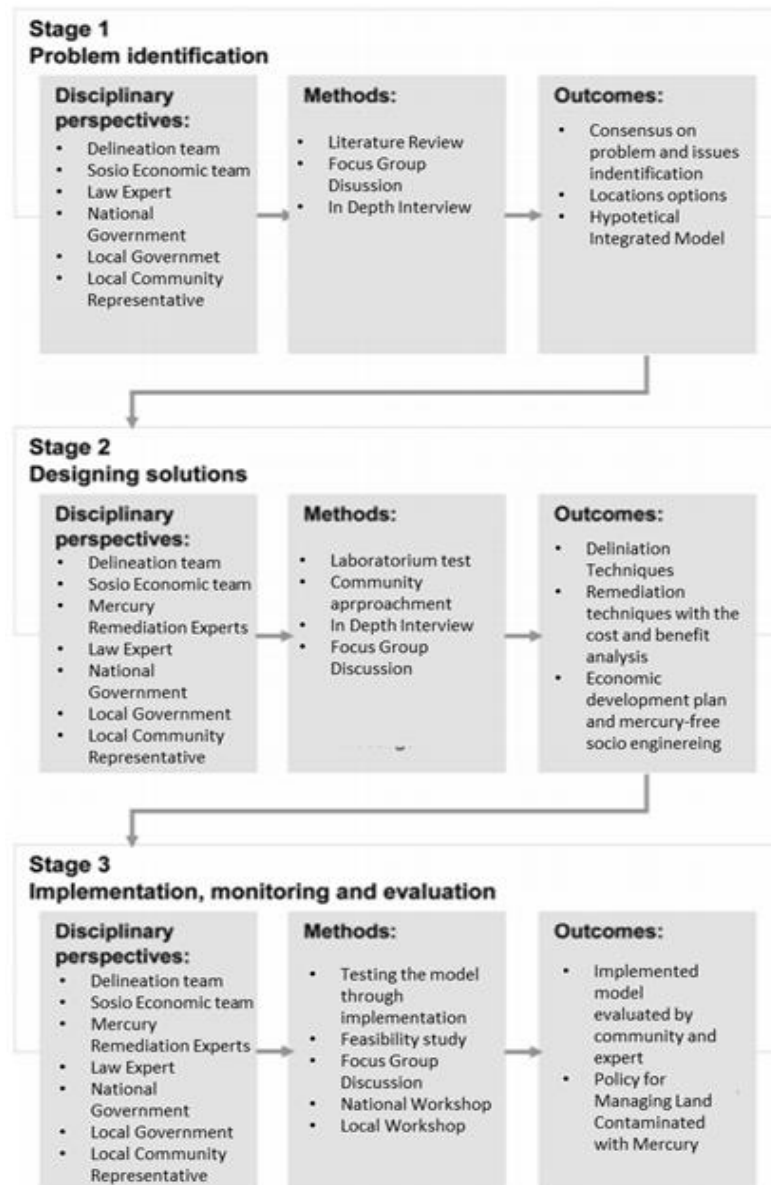 Stage 1
Problem identification
Disciplinary
perspectives:
• Delineation team
• Sosio Economic team
• Law Expert
• National
Government
• Local Governmet
• Local Community
Representative
Methods:
• Literature Review
• Focus Group
Disussion
• In Depth Interview
Outcomes:
• Consensus on
problem and issues
indentification
• Locations options
• Hypotetical
Integrated Model
Stage 2
Designing solutions
Disciplinary
perspectives:
• Delineation team
• Sosio Economic team
• Mercury
Remediation Experts
• Law Expert
• National
Government
• Local Government
• Local Community
Representative
Methods:
• Laboratorium test
• Community
aprproachment
• In Depth Interview
• Focus Group
Discussion
Outcomes:
• Deliniation
Techniques
• Remediation
techniques with the
cost and benefit
analysis
• Economic
development plan
and mercury-free
socio enginereing
Stage 3
Implementation, monitoring and evaluation
Disciplinary
perspectives:
• Delineation team
• Sosio Economic team
• Mercury
Remediation Experts
• Law Expert
• National
Government
• Local Government
• Local Community
Representative
Methods:
• Testing the model
through
implementation
• Feasibility study
• Focus Group
Discussion
• National Workshop
• Local Workshop
Outcomes:
• Implemented
model
evaluated by
community and
expert
• Policy for
Managing Land
Contaminated
with Mercury